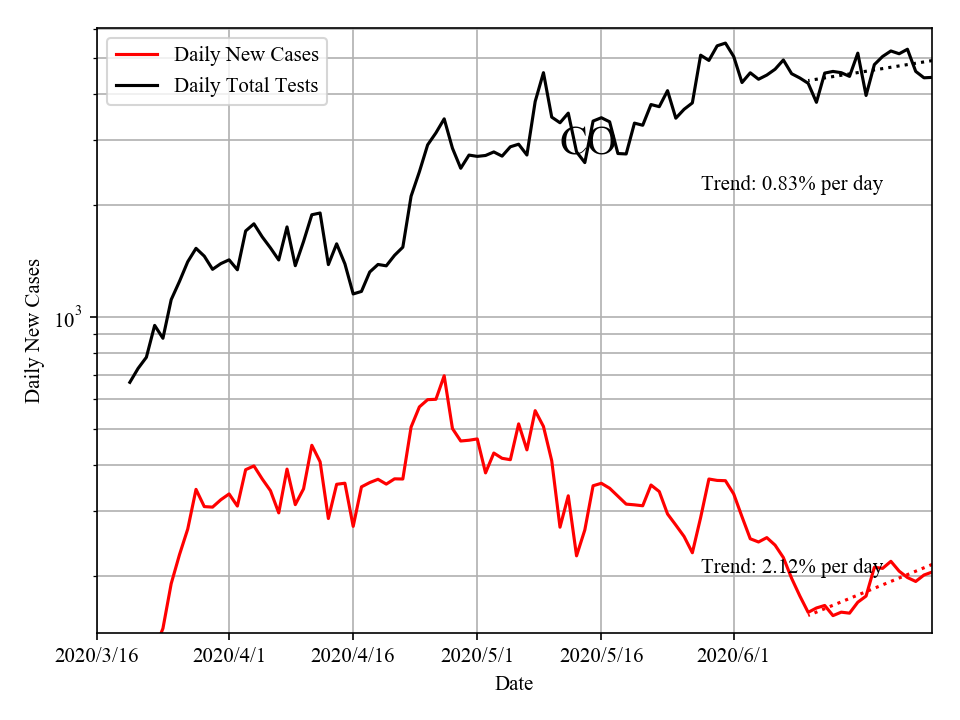 Daily New Cases
Daily Total Tests
CO
Trend: 0.83% per day
Trend: 2.12% per day
Daily New Cases
10³
2020/3/16
2020/4/1
2020/4/16
2020/5/1
2020/5/16
2020/6/1
Date